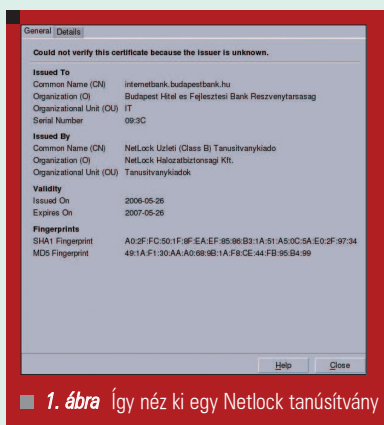 General Details
Could not verify this certificate because the issuer is unknown.
Issued To
Common Name (CN) internetbank.budapestbank.hu
Organization (O) Budapest Hitel es Fejlesztesi Bank Reszvenytarsasag
Organizational Unit (OU) IT
Serial Number 09:3C
Issued By
Common Name (CN) NetLock Uzleti (Class B) Tanusitvanykiado
Organization (O) NetLock Halozatbiztonsagi Kft.
Organizational Unit (OU) Tanusitvanykiadok
Validity
Issued On 2006-05-26
Expires On 2007-05-26
Fingerprints
SHA1 Fingerprint A0:2F:FC:50:1F:8F:EA:EF:85:86:B3:1A:51:A5:0C:5A:E0:2F:97:34
MD5 Fingerprint 49:1A:F1:30:AA:A0:69:9B:1A:F8:CE:44:FB:95:B4:99
Help Close
1. ábra Így néz ki egy Netlock tanúsítvány